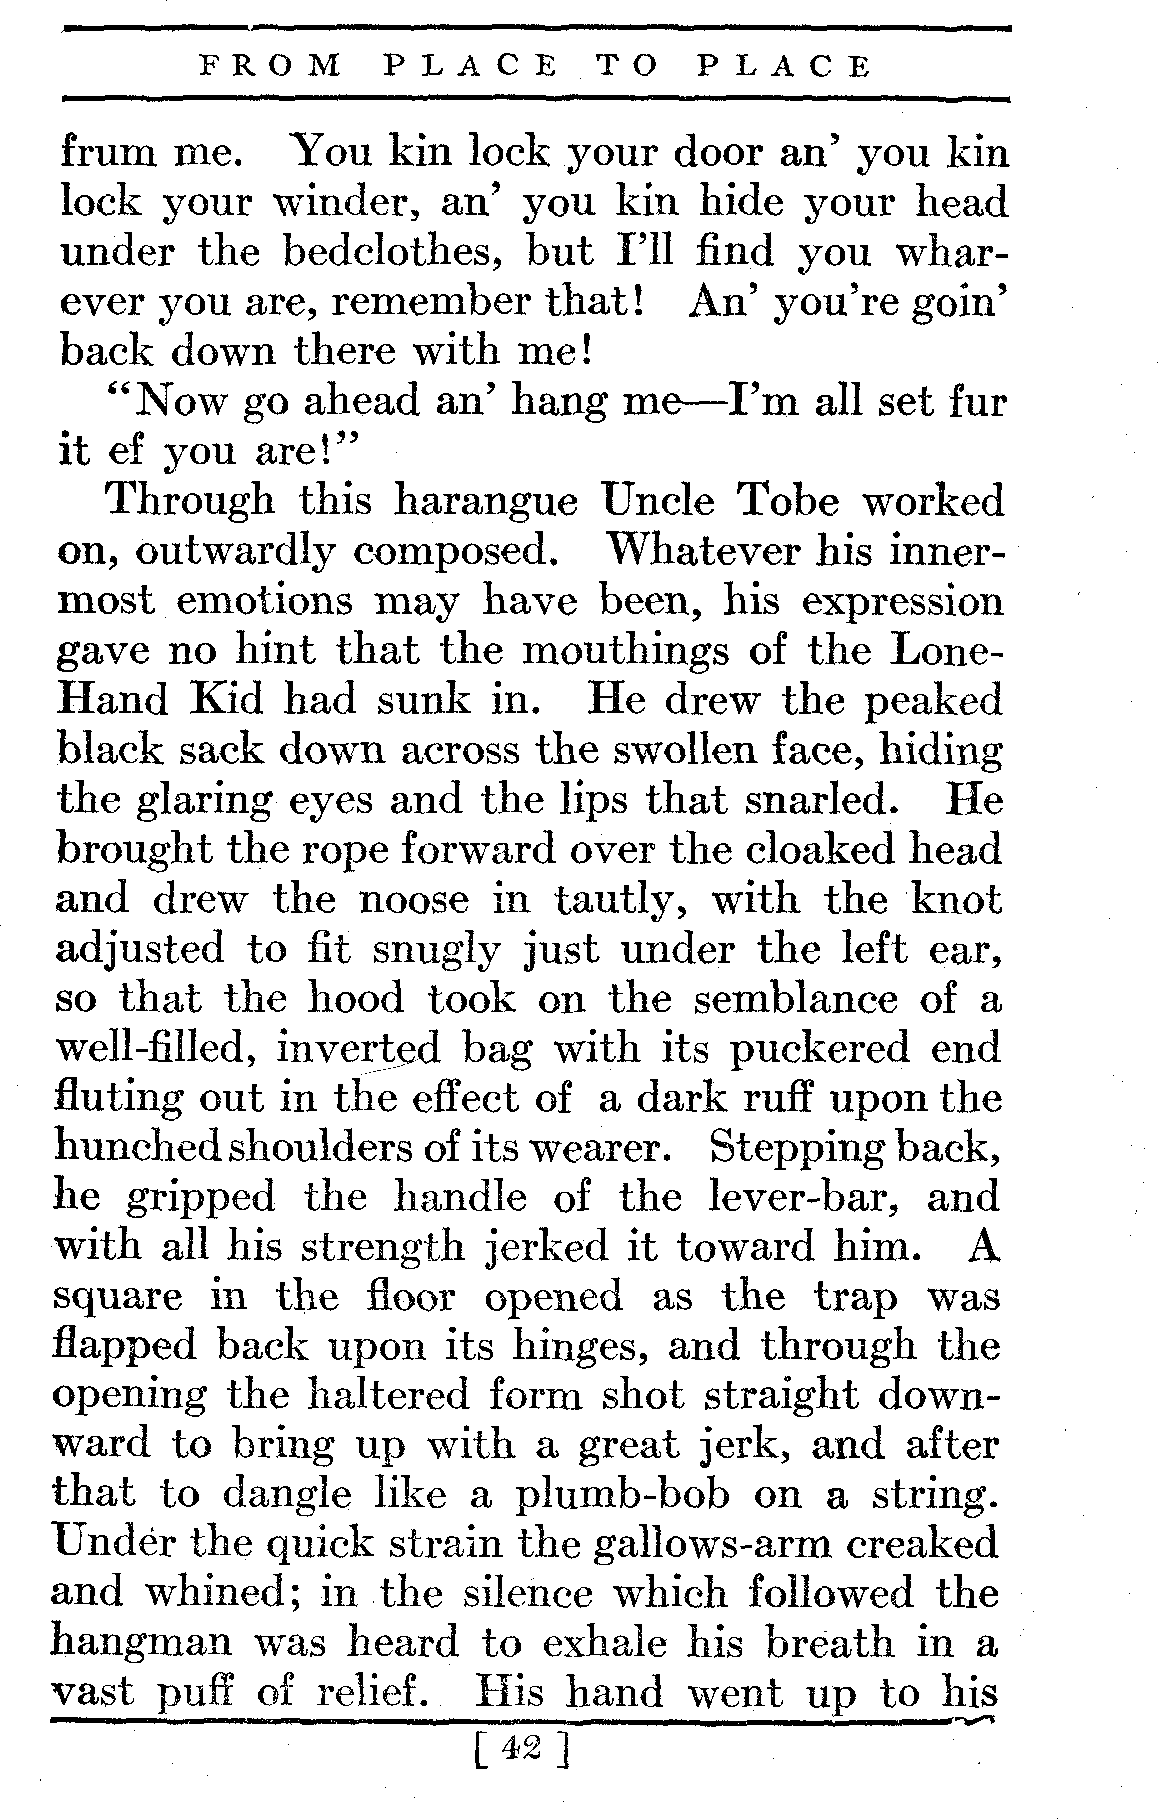 FROM PLACE TO PLACE
frum me. You kin lock your door an’ you kin
lock your winder, an’ you kin hide your head
under the bedclothes, but I’ll find you whar-
ever you are, remember that! An’ you’re goin’
back down there with me!
“Now go ahead an’ hang me—I’m all set fur
it ef you are!”
Through this harangue Uncle Tobe worked
on, outwardly composed. Whatever his inner-
most emotions may have been, his expression
gave no hint that the mouthings of the Lone-
Hand Kid had sunk in. He drew the peaked
black sack down across the swollen face, hiding
the glaring eyes and the lips that snarled. He
brought the rope forward over the cloaked head
and drew the noose in tautly, with the knot
adjusted to fit snugly just under the left ear,
so that the hood took on the semblance of a
well-filled, inverted bag with its puckered end
fluting out in the effect of a dark ruff upon the
hunched shoulders of its wearer. Stepping back,
he gripped the handle of the lever-bar, and
with all his strength jerked it toward him. A
square in the floor opened as the trap was
flapped back upon its hinges, and through the
opening the haltered form shot straight down-
ward to bring up with a great jerk, and after
that to dangle like a plumb-bob on a string.
Under the quick strain the gallows-arm creaked
and whined; in the silence which followed the
hangman was heard to exhale his breath in a
vast puff of relief. His hand went up to his
[ 42 ]